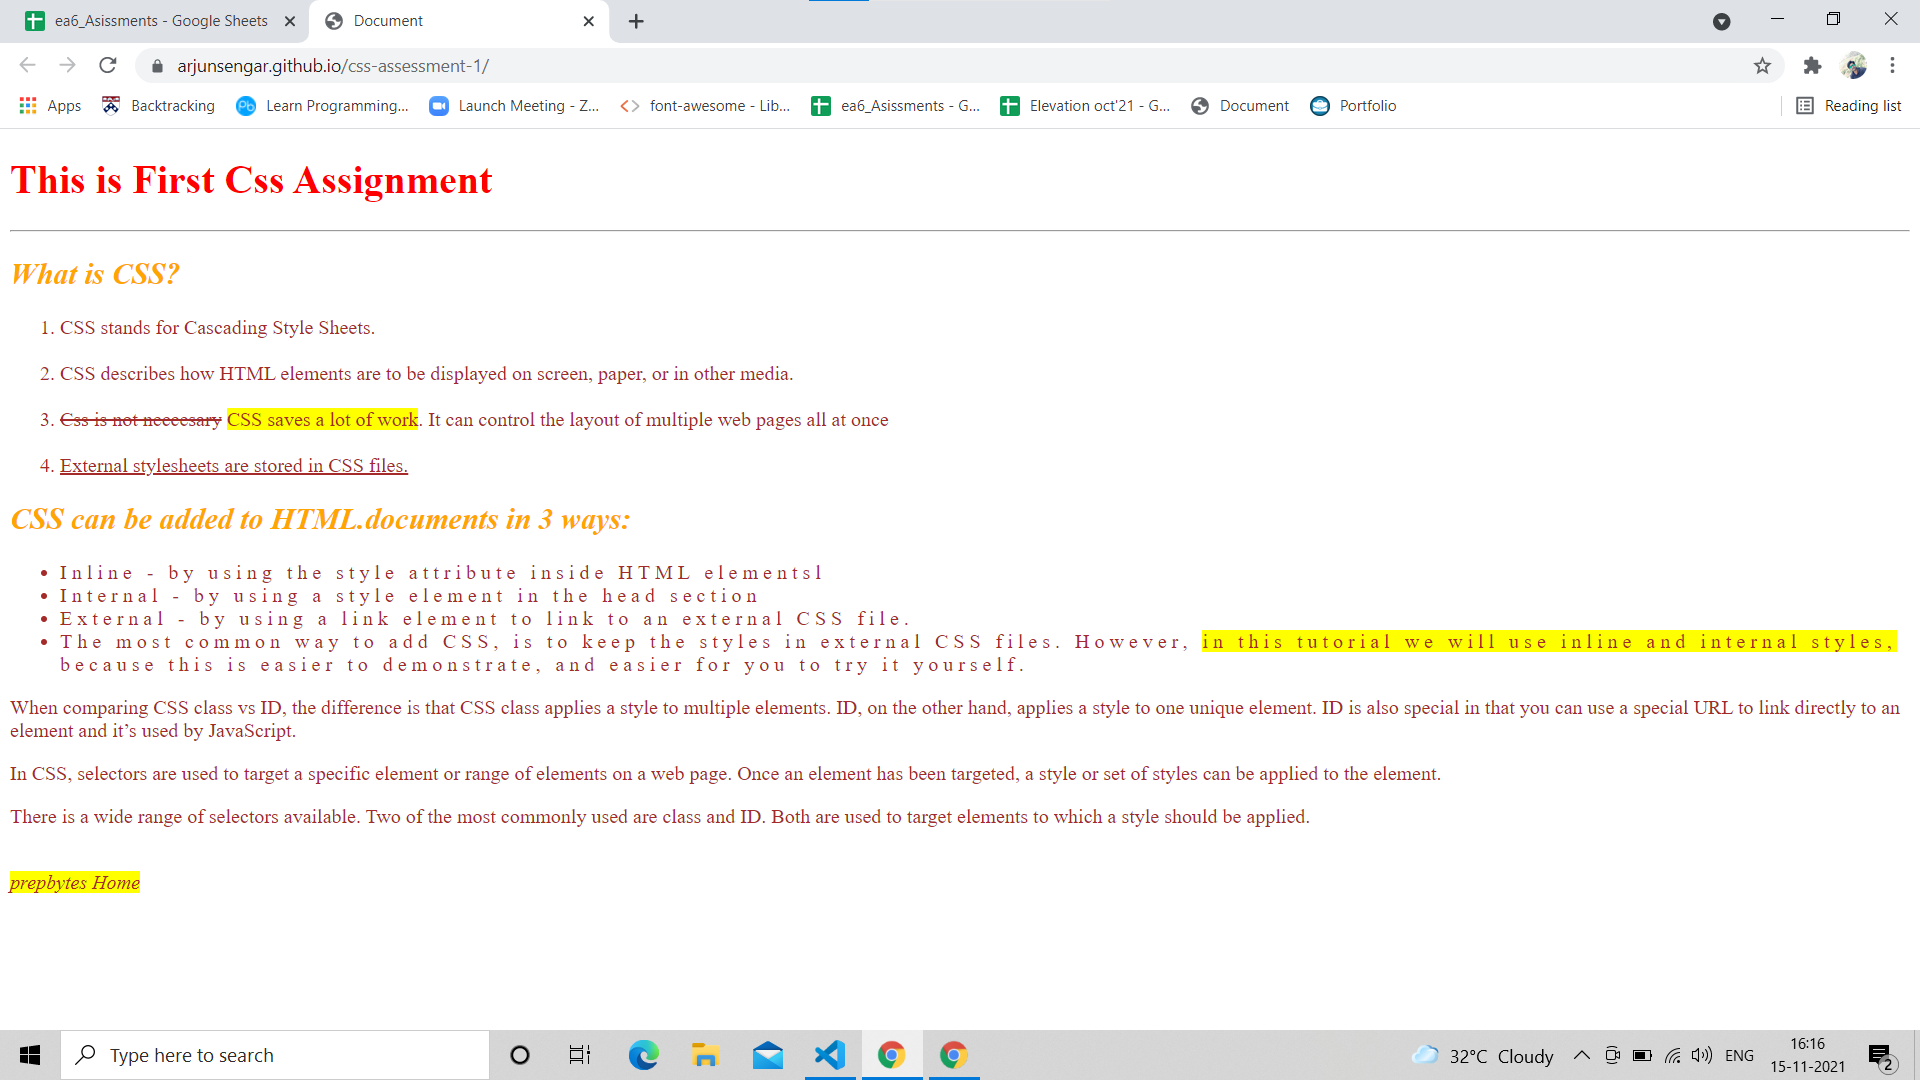 ea6_Asissments - Google Sheets
Document
arjunsengar.github.io/css-assessment-1/
Apps
Backtracking
Learn Programming...
Launch Meeting - Z...
font-awesome - Lib...
ea6_Asissments - G...
Elevation oct'21 - G...
Document
Portfolio
Reading list
This is First Css Assignment
What is CSS?
1. CSS stands for Cascading Style Sheets.
2. CSS describes how HTML elements are to be displayed on screen, paper, or in other media.
3. Css is not neccesary CSS saves a lot of work. It can control the layout of multiple web pages all at once
4. External stylesheets are stored in CSS files.
CSS can be added to HTML.documents in 3 ways:
• Inline - by using the style attribute inside HTML elementsl
• Internal - by using a style element in the head section
• External - by using a link element to link to an external CSS file.
• The most common way to add CSS, is to keep the styles in external CSS files. However, in this tutorial we will use inline and internal styles,
because this is easier to demonstrate, and easier for you to try it yourself.
When comparing CSS class vs ID, the difference is that CSS class applies a style to multiple elements. ID, on the other hand, applies a style to one unique element. ID is also special in that you can use a special URL to link directly to an
element and it’s used by JavaScript.
In CSS, selectors are used to target a specific element or range of elements on a web page. Once an element has been targeted, a style or set of styles can be applied to the element.
There is a wide range of selectors available. Two of the most commonly used are class and ID. Both are used to target elements to which a style should be applied.
prepbytes Home
Type here to search
32°C Cloudy
ENG
16:16
15-11-2021
2